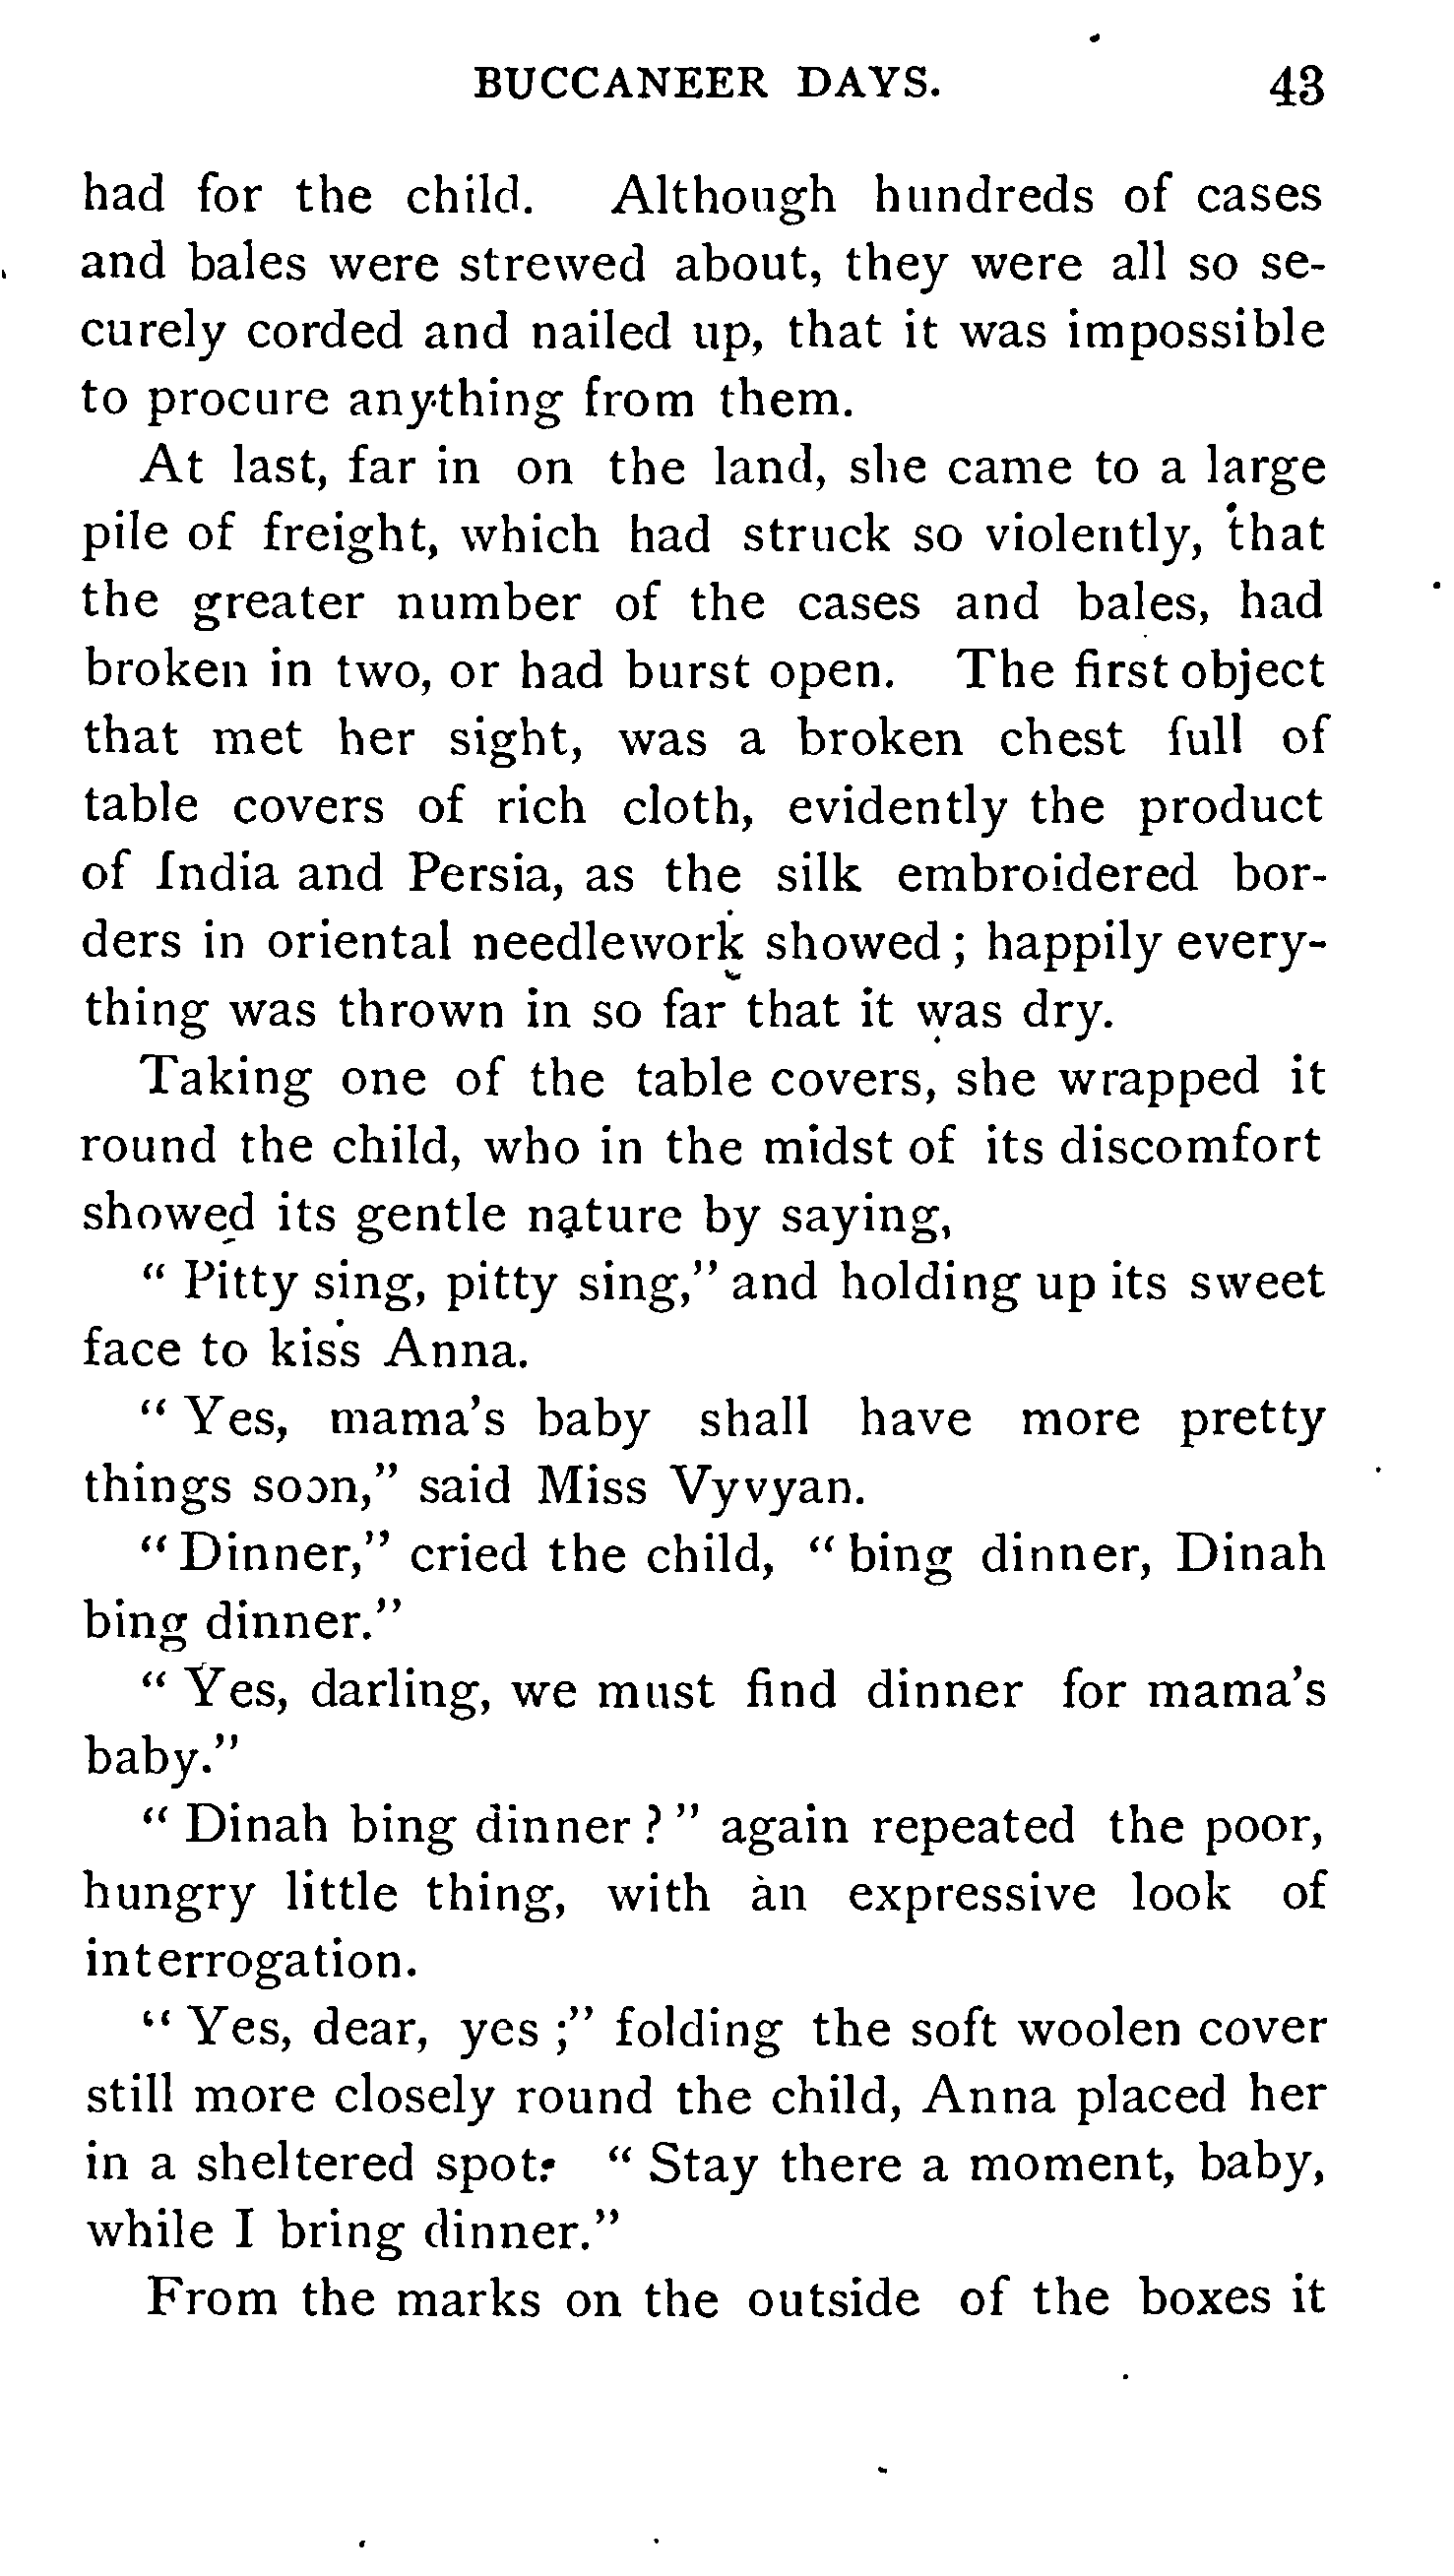 BUCCANEER DAYS. 43
had for the child. Although hundreds of cases
and bales were strewed about, they were all so se-
curely corded and nailed up, that it was impossible
to procure anything from them.
At last, far in on the land, she came to a large
pile of freight, which had struck so violently, that
the greater number of the cases and bales, had
broken in two, or had burst open. The first object
that met her sight, was a broken chest full of
table covers of rich cloth, evidently the product
of India and Persia, as the silk embroidered bor-
ders in oriental needlework showed; happily every-
thing was thrown in so far that it was dry.
Taking one of the table covers, she wrapped it
round the child, who in the midst of its discomfort
showed its gentle nature by saying,
“ Pitty sing, pitty sing,” and holding up its sweet
face to kiss Anna.
“ Yes, mama’s baby shall have more pretty
things soon,” said Miss Vyvyan.
“ Dinner,” cried the child, “ bing dinner, Dinah
bing dinner.”
“ Yes, darling, we must find dinner for mama’s
baby.”
“ Dinah bing dinner ? ” again repeated the poor,
hungry little thing, with an expressive look of
interrogation.
“ Yes, dear, yes ;” folding the soft woolen cover
still more closely round the child, Anna placed her
in a sheltered spot. “ Stay there a moment, baby,
while I bring dinner.”
From the marks on the outside of the boxes it